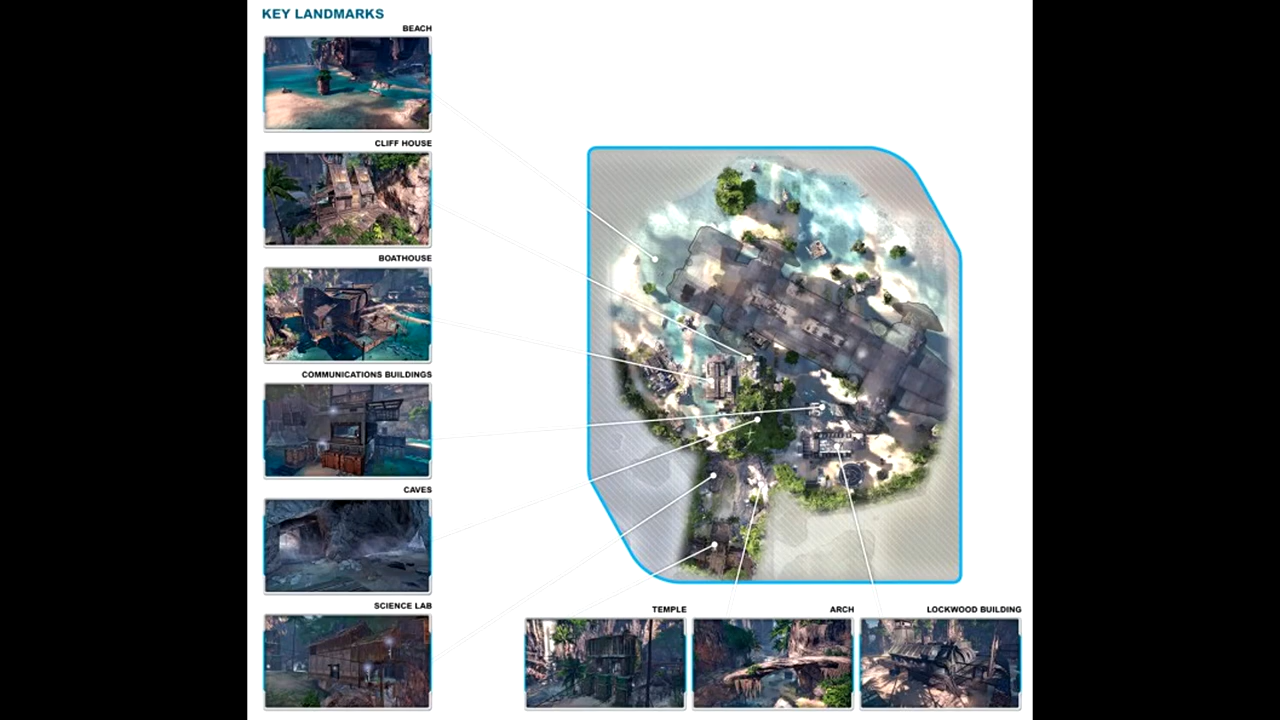 KEY LANDMARKS
BEACH
CLIFF HOUSE
BOATHOUSE
COMMUNICATIONS BUILDINGS
CAVES
SCIENCE LAB
TEMPLE
ARCH
LOCKWOOD BUILDING